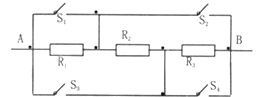 S₁ S₂
A B
R₁ R₂ R₃
S₃ S₄